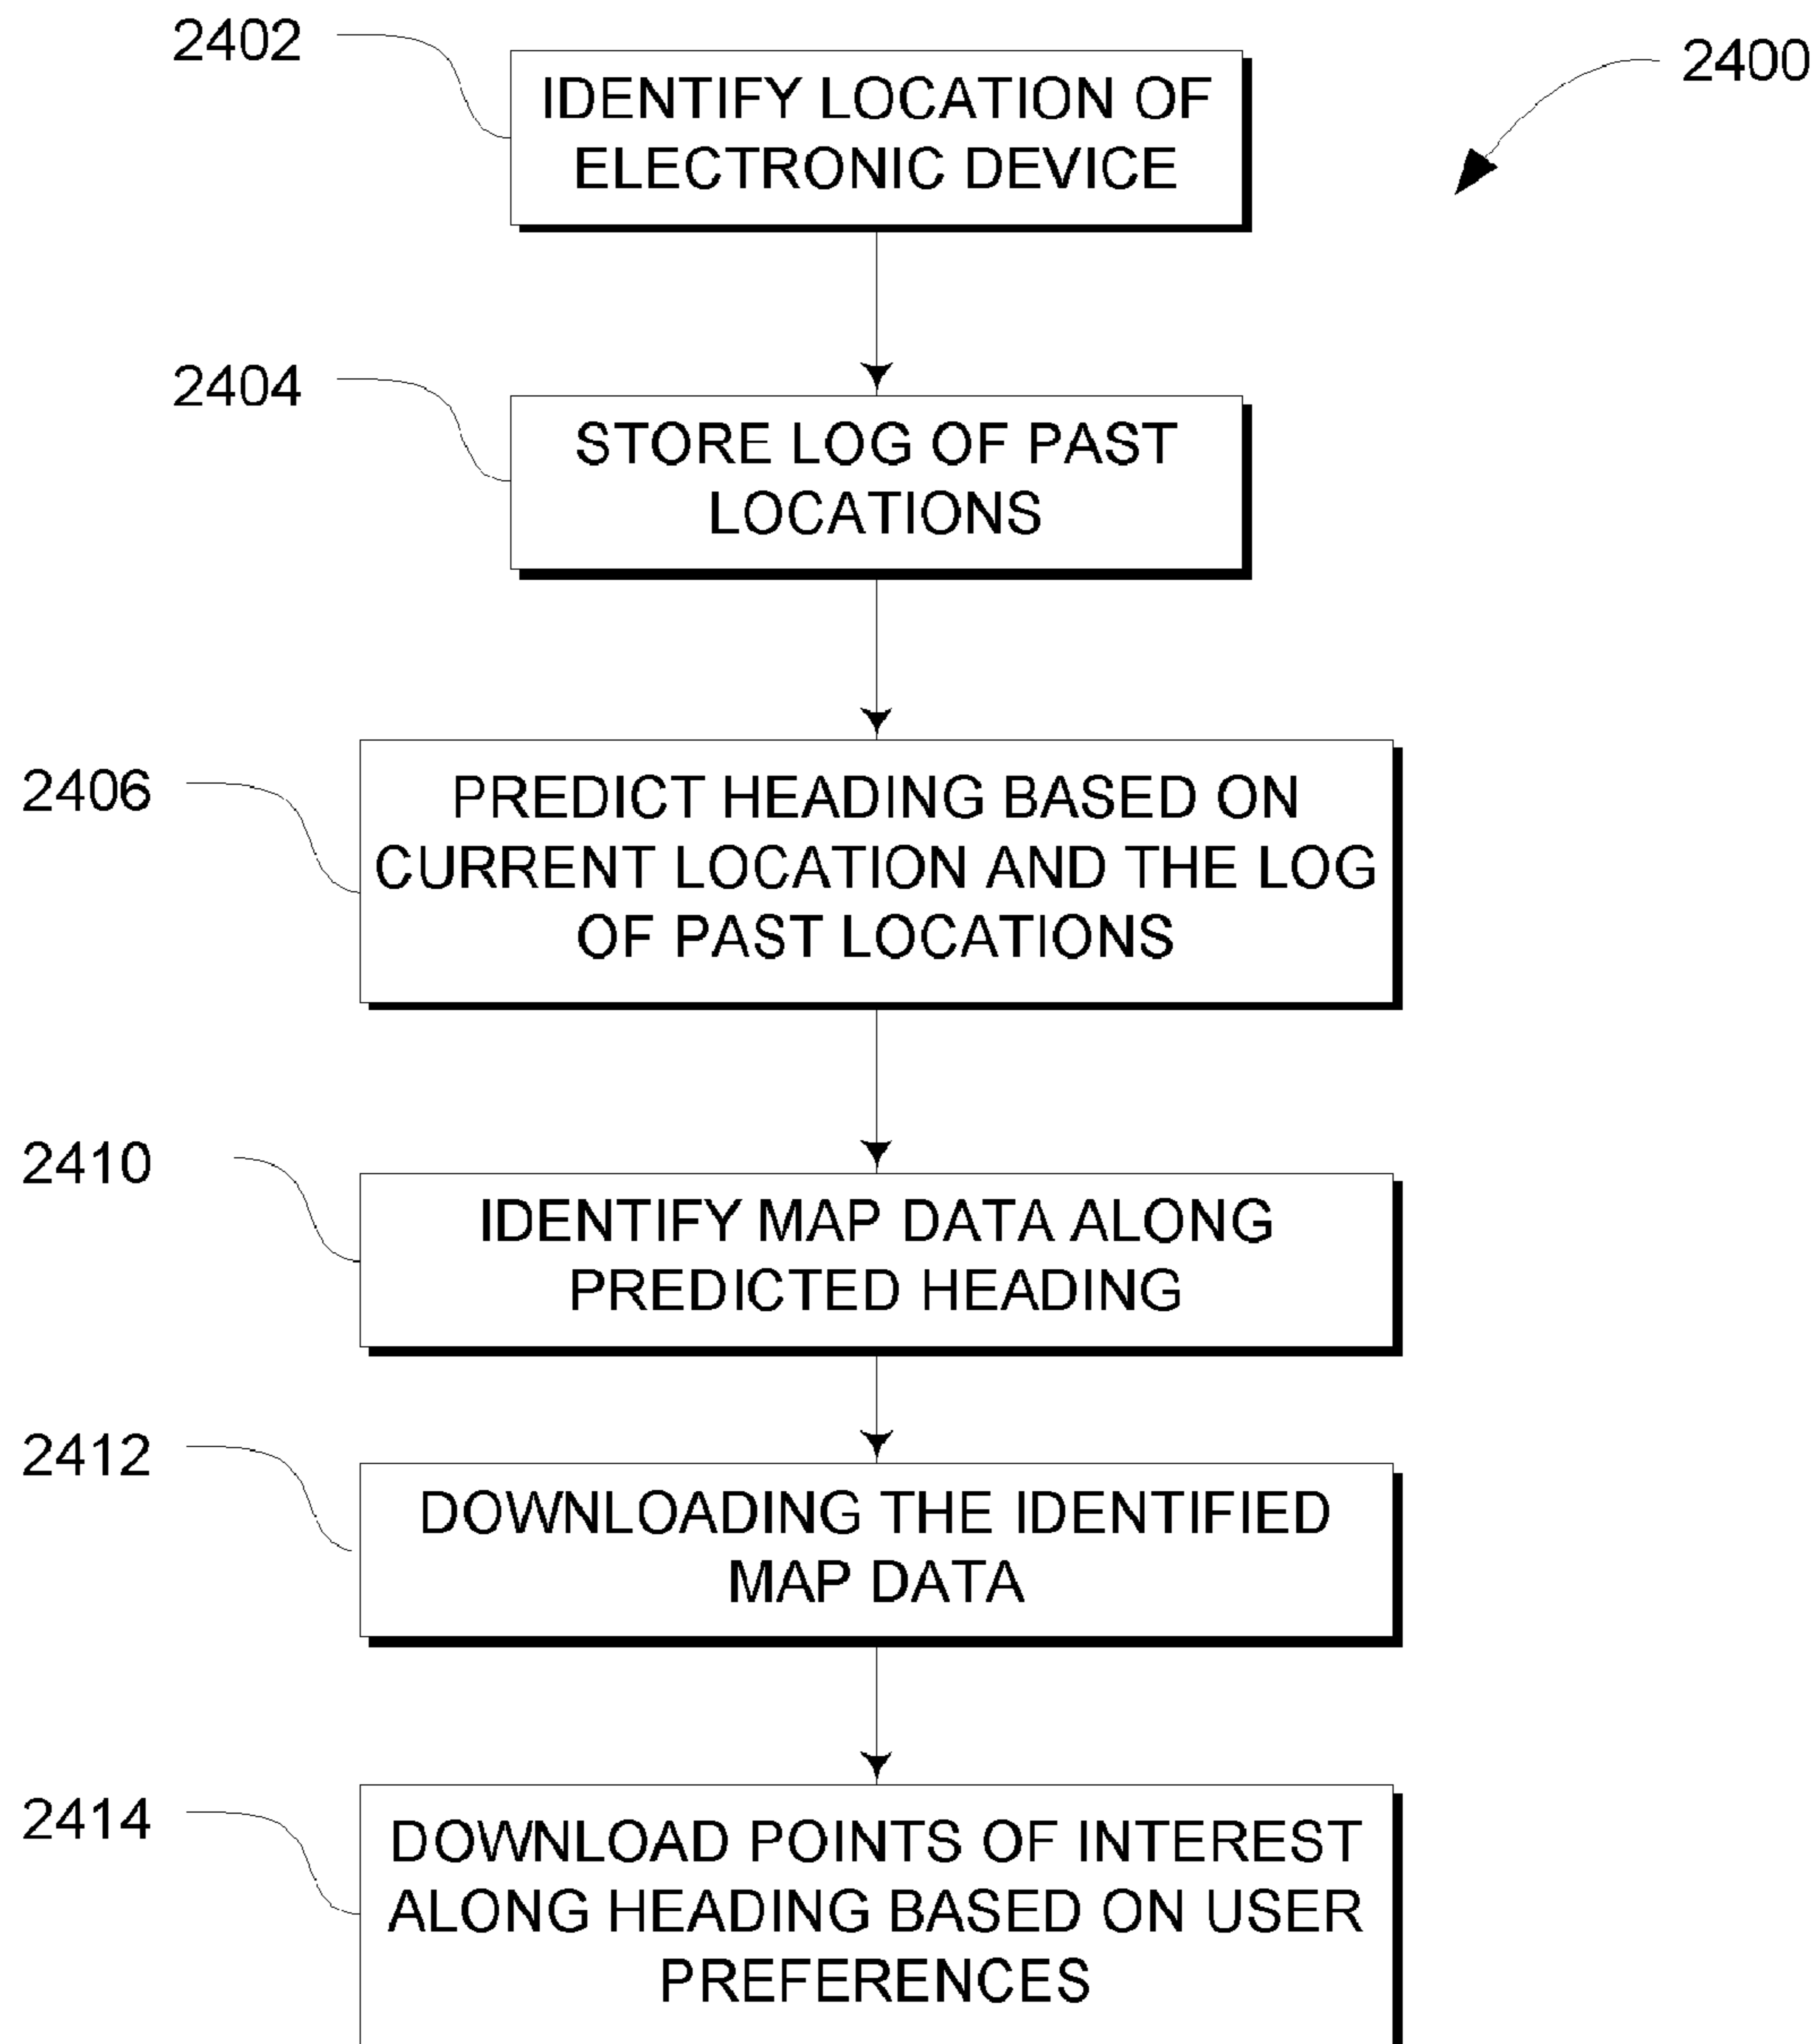 2402
2400
IDENTIFY LOCATION OF
ELECTRONIC DEVICE
2404
STORE LOG OF PAST
LOCATIONS
2406
PREDICT HEADING BASED ON
CURRENT LOCATION AND THE LOG
OF PAST LOCATIONS
2410
IDENTIFY MAP DATA ALONG
PREDICTED HEADING
2412
DOWNLOADING THE IDENTIFIED
MAP DATA
2414
DOWNLOAD POINTS OF INTEREST
ALONG HEADING BASED ON USER
PREFERENCES